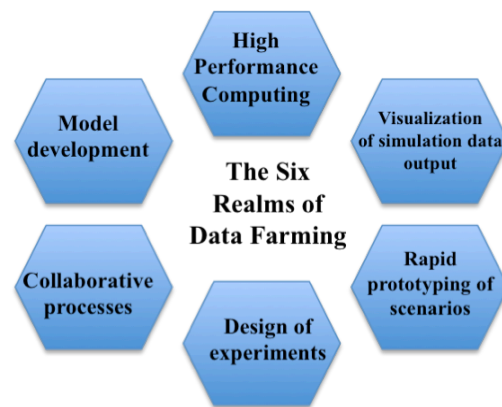 High
Performance
Computing
Model
development
Visualization
of simulation data
output
The Six
Realms of
Data Farming
Collaborative
processes
Rapid
prototyping of
scenarios
Design of
experiments